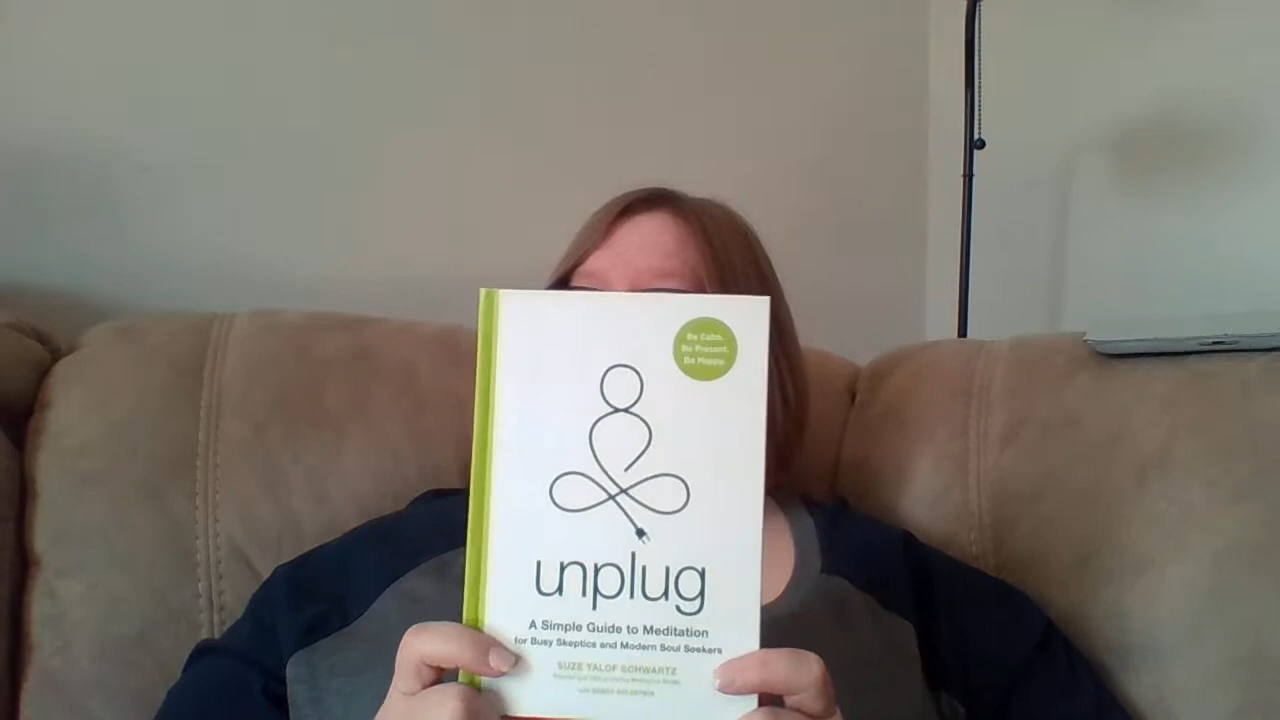 Be Calm.
Be Present.
Be Happy.
unplug
A Simple Guide to Meditation
for Busy Skeptics and Modern Soul Seekers
SUZE YALOF SCHWARTZ